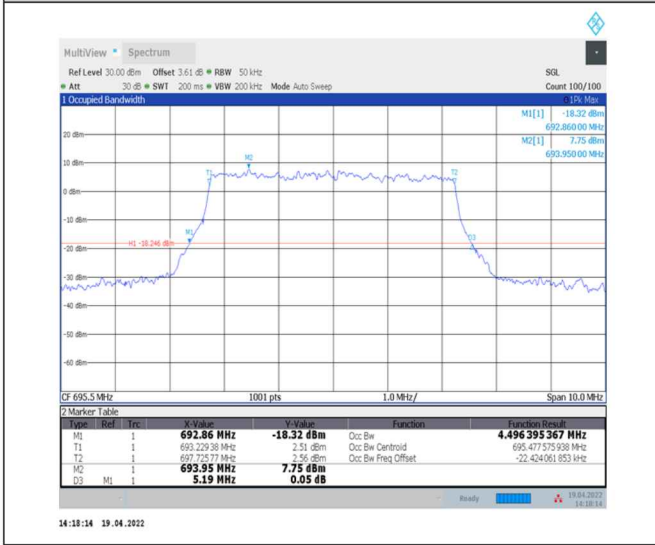 MultiView Spectrum
Ref Level 30.00 dBm Offset 3.61 dB RBW 50 kHz SGL
Att 30 dB SWT 200 ms VBW 200 kHz Mode Auto Sweep Count 100/100
1 Occupied Bandwidth 1Pk Max
M1[1] -18.32 dBm
692.86000 MHz
M2[1] 7.75 dBm
693.95000 MHz
20 dBm
10 dBm
M2
T1
T2
0 dBm
-10 dBm
M1
D3
H1 -18.246 dBm
-20 dBm
-30 dBm
-40 dBm
-50 dBm
-60 dBm
CF 695.5 MHz 1001 pts 1.0 MHz/ Span 10.0 MHz
2 Marker Table
Type Ref Trc X-Value Y-Value Function Function Result
M1 1 692.86 MHz -18.32 dBm Occ Bw 4.496 395 367 MHz
T1 1 693.22938 MHz 2.51 dBm Occ Bw Centroid 695.477 575 938 MHz
T2 1 697.72577 MHz 2.56 dBm Occ Bw Freq Offset -22.424 061 853 kHz
M2 1 693.95 MHz 7.75 dBm
D3 M1 1 5.19 MHz 0.05 dB
Ready 19.04.2022
14:18:14
14:18:14 19.04.2022